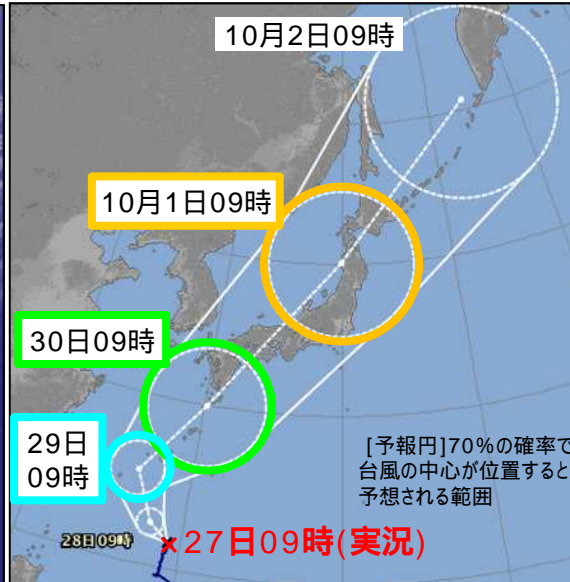 10月2日09時
10月1日09時
30日09時
29日
09時
[予報円]70%の確率で
台風の中心が位置すると
予想される範囲
28日09時
×27日09時(実況)